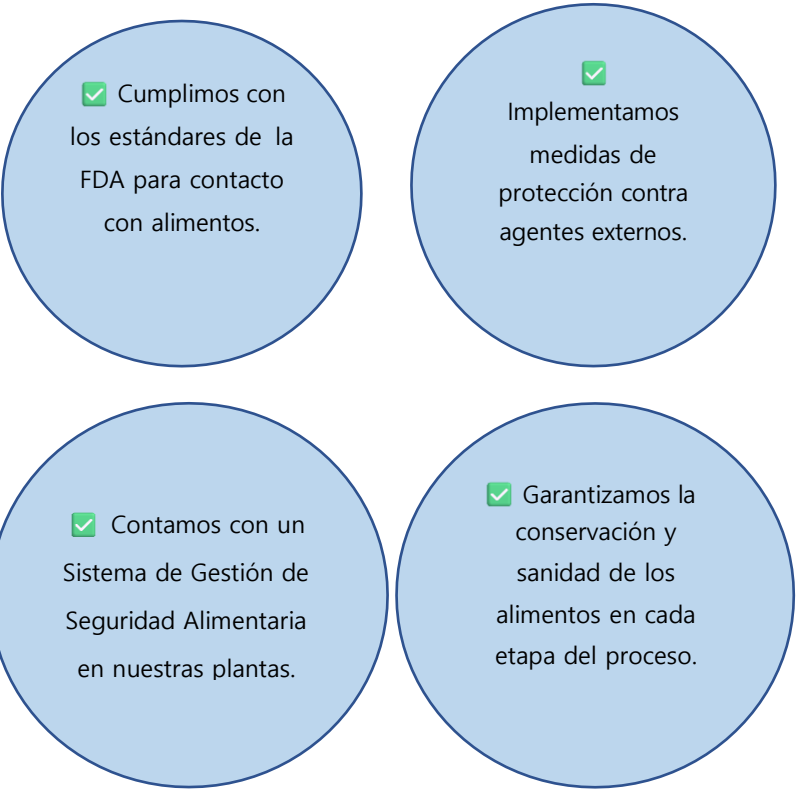 ✅ Cumplimos con
los estándares de la
FDA para contacto
con alimentos.
✅
Implementamos
medidas de
protección contra
agentes externos.
✅ Contamos con un
Sistema de Gestión de
Seguridad Alimentaria
en nuestras plantas.
✅ Garantizamos la
conservación y
sanidad de los
alimentos en cada
etapa del proceso.